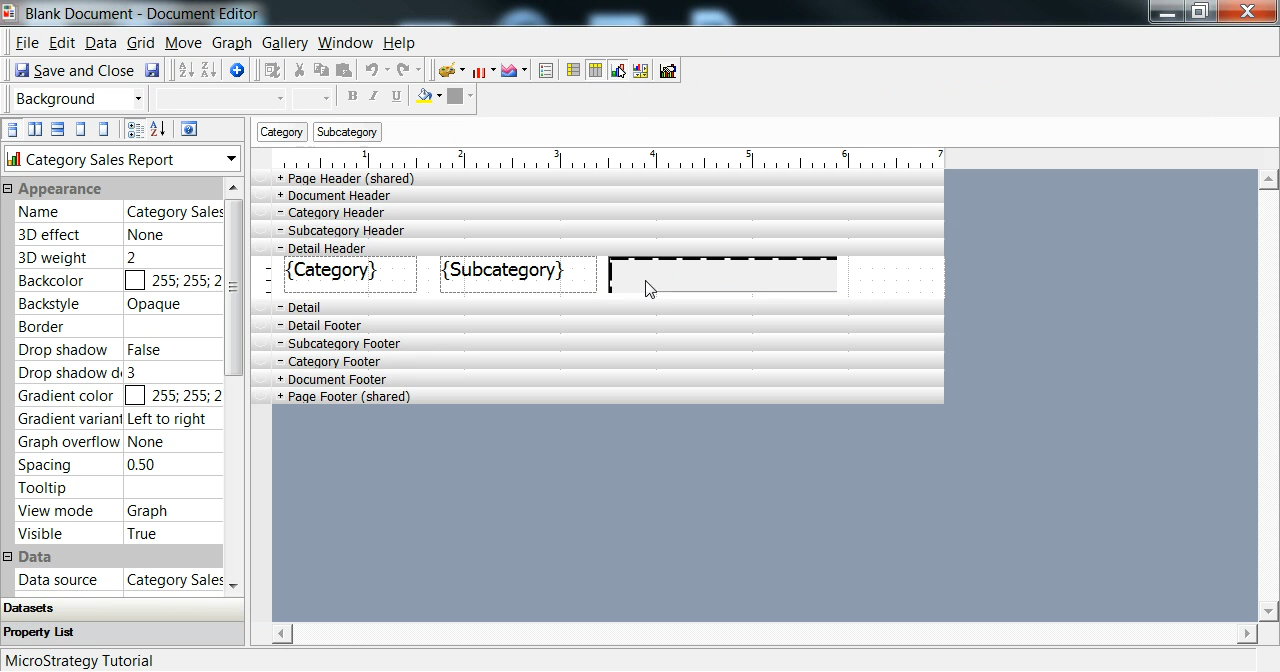 Blank Document - Document Editor
File Edit Data Grid Move Graph Gallery Window Help
Save and Close
Background B I U
Category Subcategory
Category Sales Report
1 2 3 4 5 6 7
Appearance
Name Category Sales
3D effect None
3D weight 2
Backcolor 255; 255; 2
Backstyle Opaque
Border
Drop shadow False
Drop shadow d 3
Gradient color 255; 255; 2
Gradient variant Left to right
Graph overflow None
Spacing 0.50
Tooltip
View mode Graph
Visible True
Data
Data source Category Sales
Datasets
Property List
+ Page Header (shared)
+ Document Header
- Category Header
- Subcategory Header
- Detail Header
{Category} {Subcategory}
- Detail
- Detail Footer
- Subcategory Footer
- Category Footer
+ Document Footer
+ Page Footer (shared)
MicroStrategy Tutorial